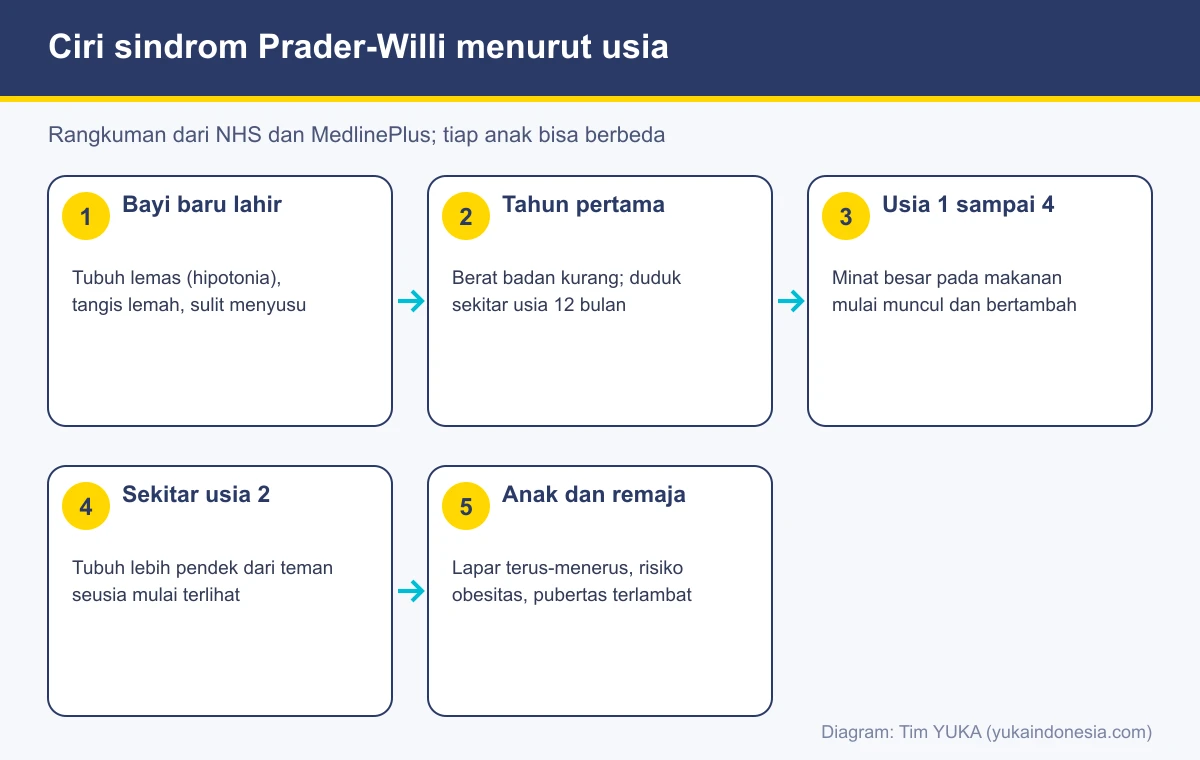 Ciri sindrom Prader-Willi menurut usia
Rangkuman dari NHS dan MedlinePlus; tiap anak bisa berbeda
1
Bayi baru lahir
Tubuh lemas (hipotonia),
tangis lemah, sulit menyusu
2
Tahun pertama
Berat badan kurang; duduk
sekitar usia 12 bulan
3
Usia 1 sampai 4
Minat besar pada makanan
mulai muncul dan bertambah
4
Sekitar usia 2
Tubuh lebih pendek dari teman
seusia mulai terlihat
5
Anak dan remaja
Lapar terus-menerus, risiko
obesitas, pubertas terlambat
Diagram: Tim YUKA (yukaindonesia.com)